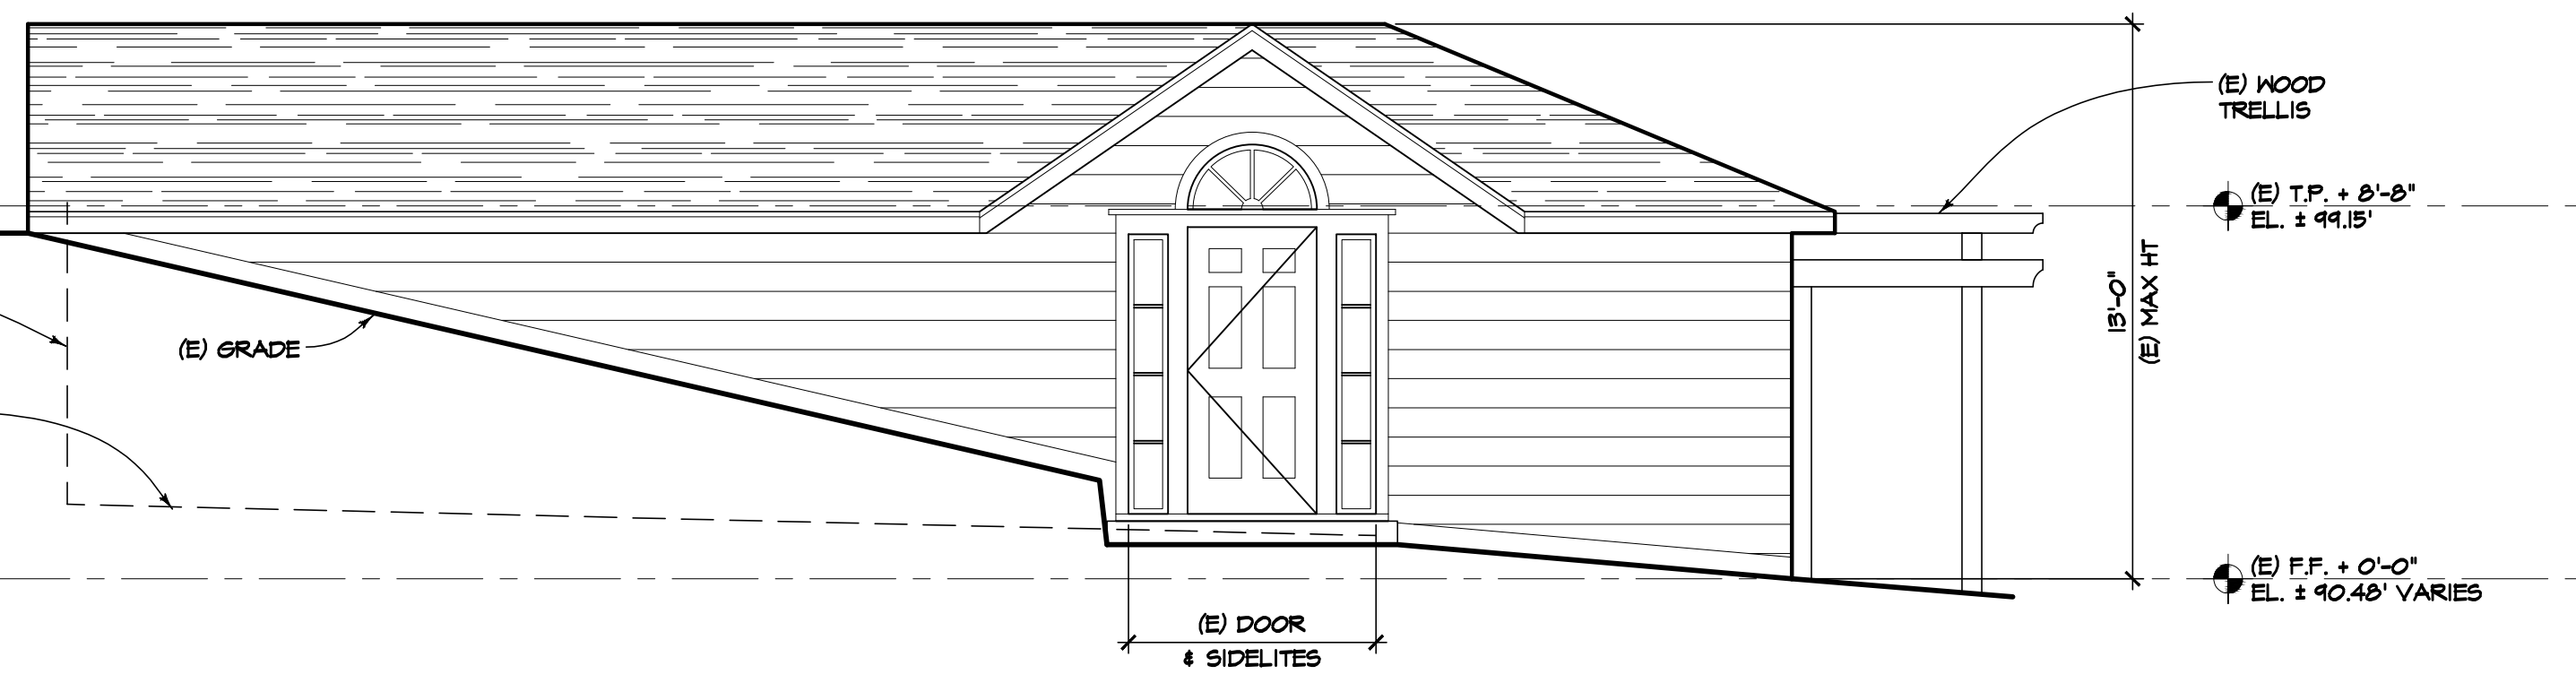 (E) WOOD
TRELLIS
(E) T.P. + 8'-8"
EL. ± 99.15'
13'-0"
(E) MAX HT
(E) GRADE
(E) F.F. + 0'-0"
EL. ± 90.48' VARIES
(E) DOOR
& SIDELITES